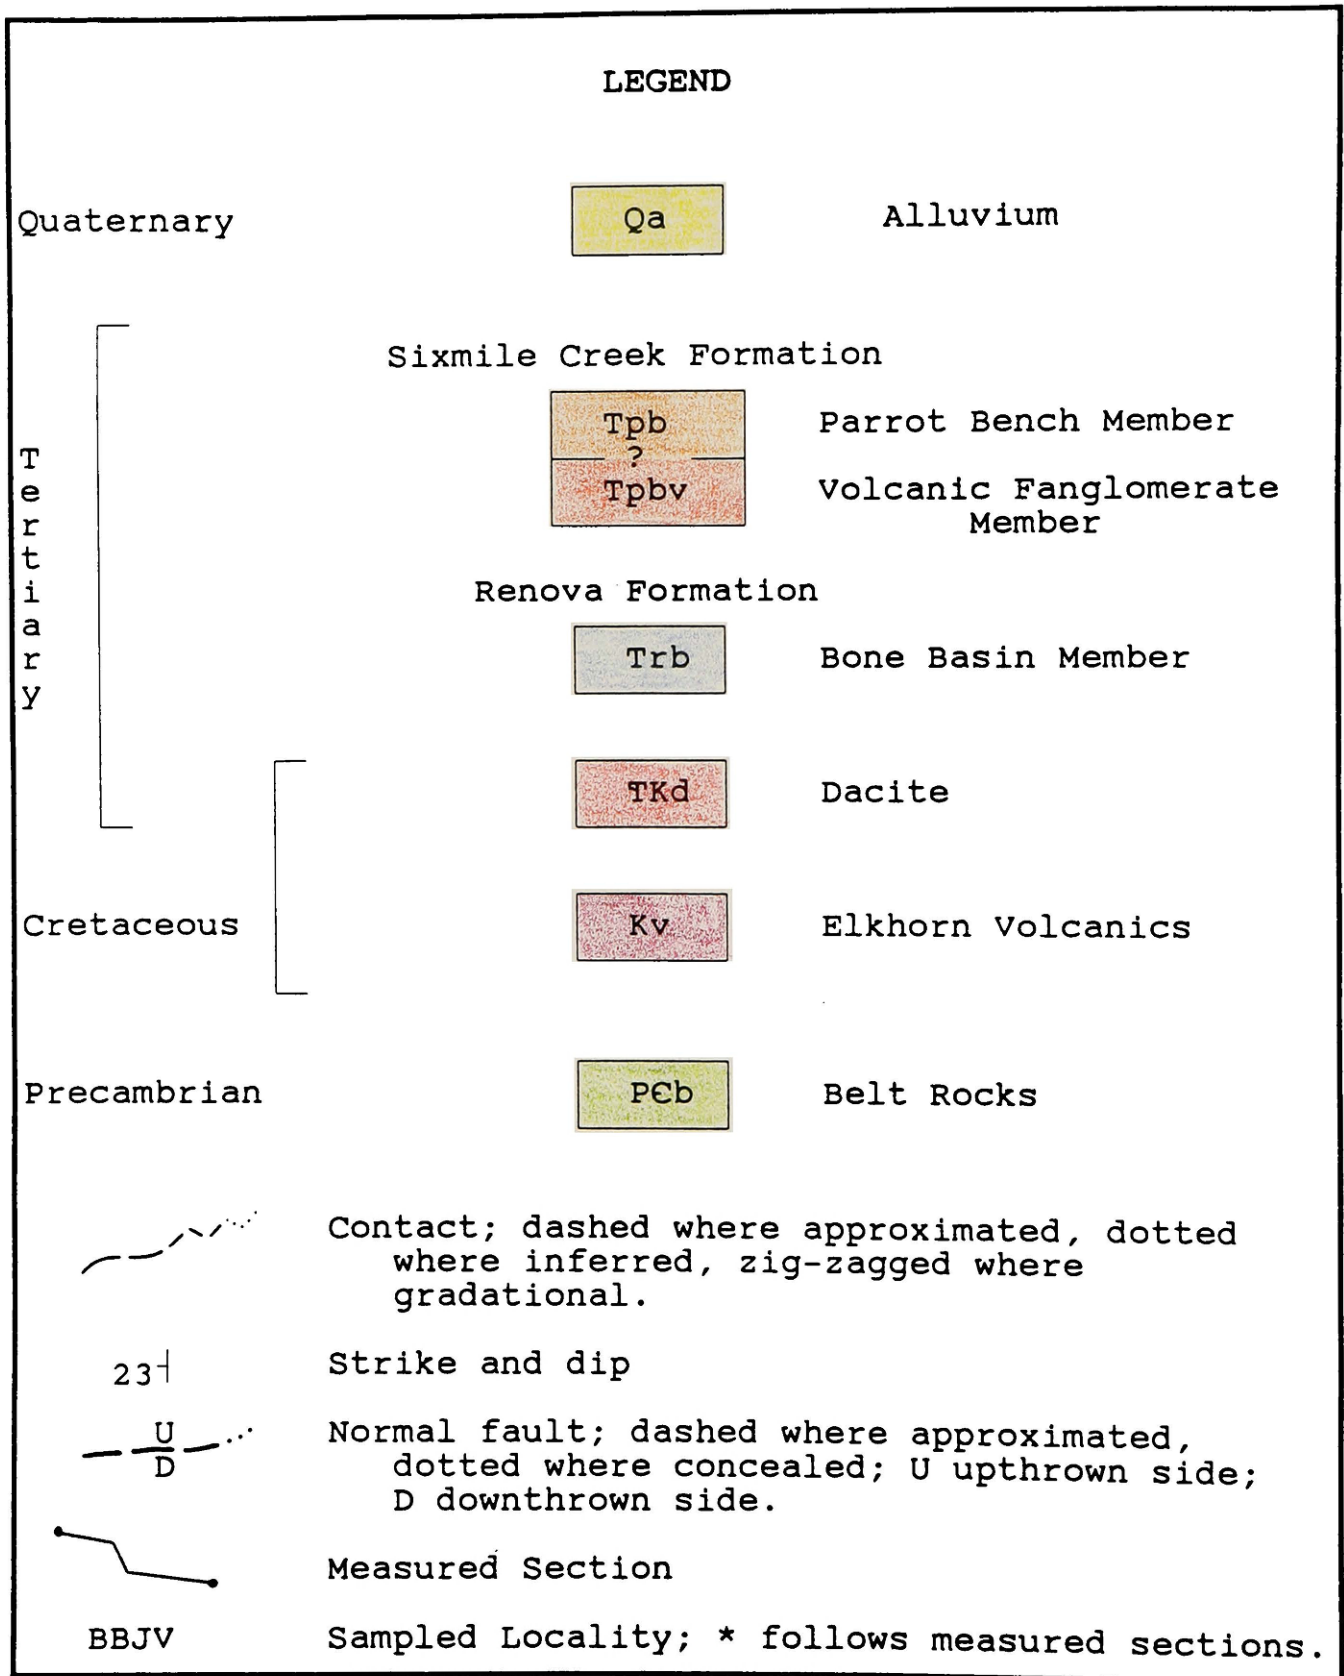 LEGEND
Quaternary Qa Alluvium
Tertiary
Sixmile Creek Formation
Tpb Parrot Bench Member
?
Tpbv Volcanic Fanglomerate
Member
Renova Formation
Trb Bone Basin Member
TKd Dacite
Cretaceous Kv Elkhorn Volcanics
Precambrian PЄb Belt Rocks
Contact; dashed where approximated, dotted
where inferred, zig-zagged where
gradational.
23 Strike and dip
U Normal fault; dashed where approximated,
D dotted where concealed; U upthrown side;
D downthrown side.
Measured Section
BBJV Sampled Locality; * follows measured sections.